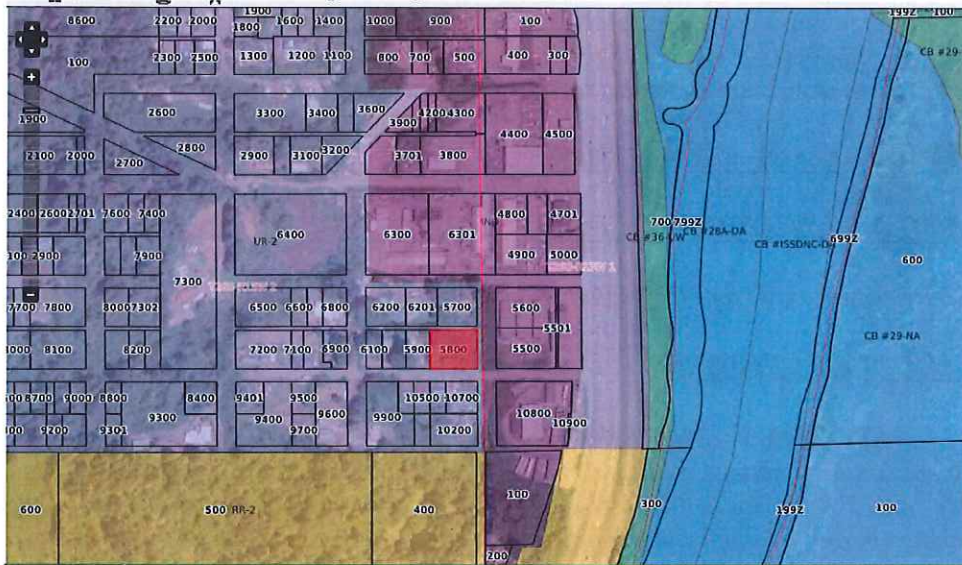 8600 2200 2000 1900 1600 1400 1000 900 100 199Z 100
1800
100 2300 2500 1300 1200 1100 800 700 500 400 300 CB #29-
1900 2600 3300 3400 3600 3900 4200 4300 4400 4500
2100 2000 2700 2800 2900 3100 3200 3701 3800
2400 2600 2701 7600 7400 6400 6300 6301 4800 4701 700 799Z
UR-2 CB #36-UW CB #28A-DA CB #ISSDNC-DA 699Z
2900 7900 4900 5000 600
7300
7700 7800 8000 7302 6500 6600 6800 6200 6201 5700 5600
5501
8100 8200 7200 7100 6900 6100 5900 5800 5500 CB #29-NA
8700 9000 8800 8400 9401 9500 10500 10700
9300 9400 9600 9900 10800 10900
9200 9301 9700 10200
600 500 RR-2 400 100 300 199Z 100
200